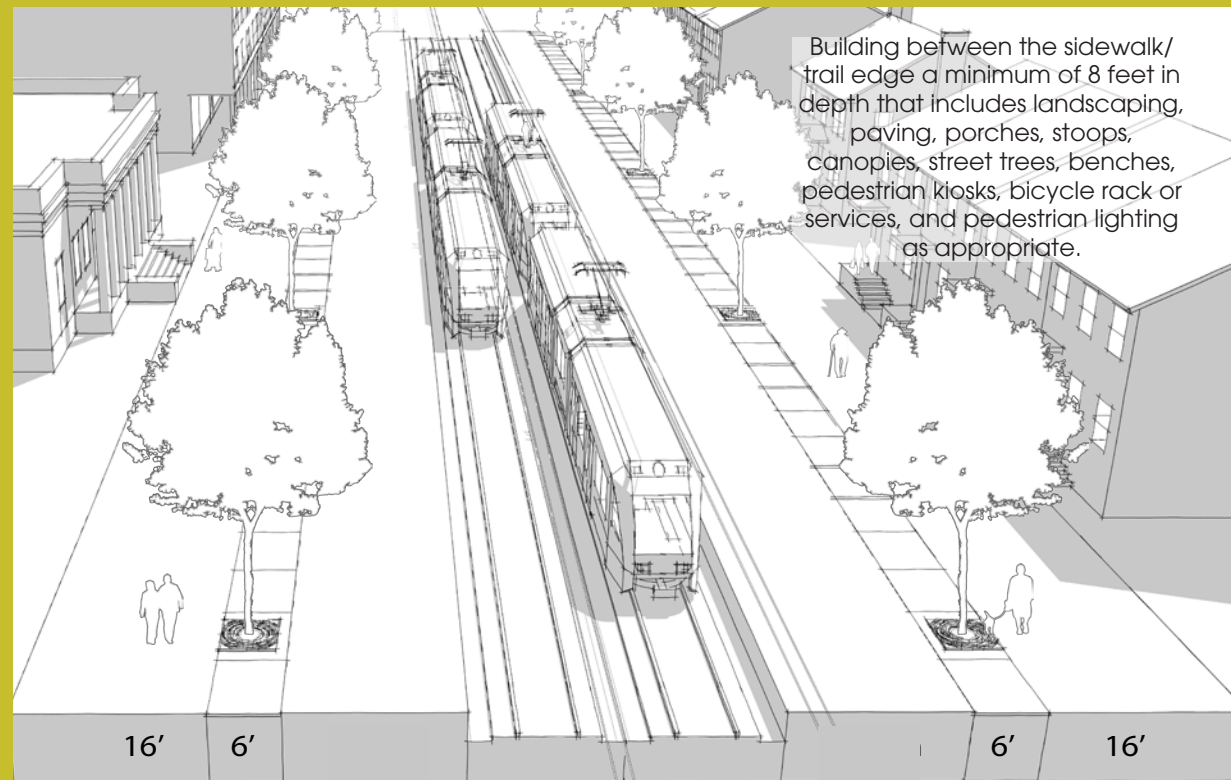 Building between the sidewalk/
trail edge a minimum of 8 feet in
depth that includes landscaping,
paving, porches, stoops,
canopies, street trees, benches,
pedestrian kiosks, bicycle rack or
services, and pedestrian lighting
as appropriate.
16’ 6’ 6’ 16’